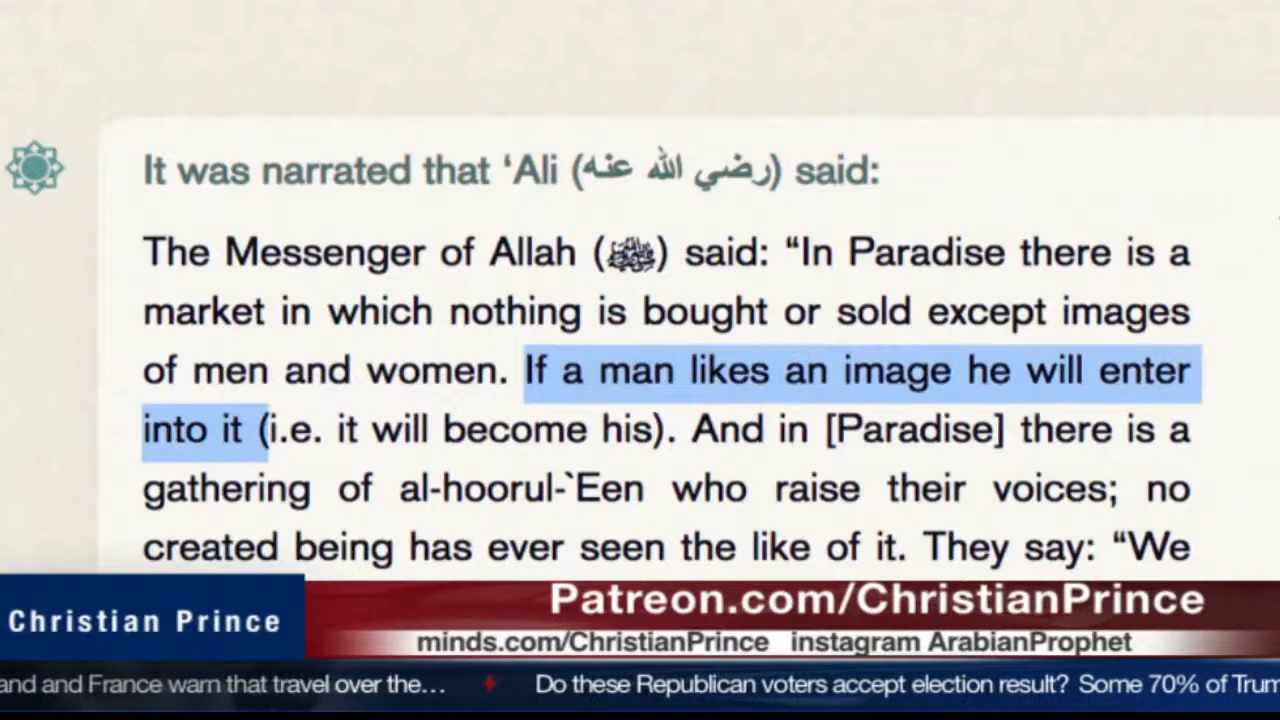 It was narrated that ‘Ali (رضي الله عنه) said:
The Messenger of Allah (ﷺ) said: “In Paradise there is a
market in which nothing is bought or sold except images
of men and women. If a man likes an image he will enter
into it (i.e. it will become his). And in [Paradise] there is a
gathering of al-hoorul-`Een who raise their voices; no
created being has ever seen the like of it. They say: “We
Patreon.com/ChristianPrince
Christian Prince
minds.com/ChristianPrince instagram ArabianProphet
and and France warn that travel over the... Do these Republican voters accept election result? Some 70% of Trum